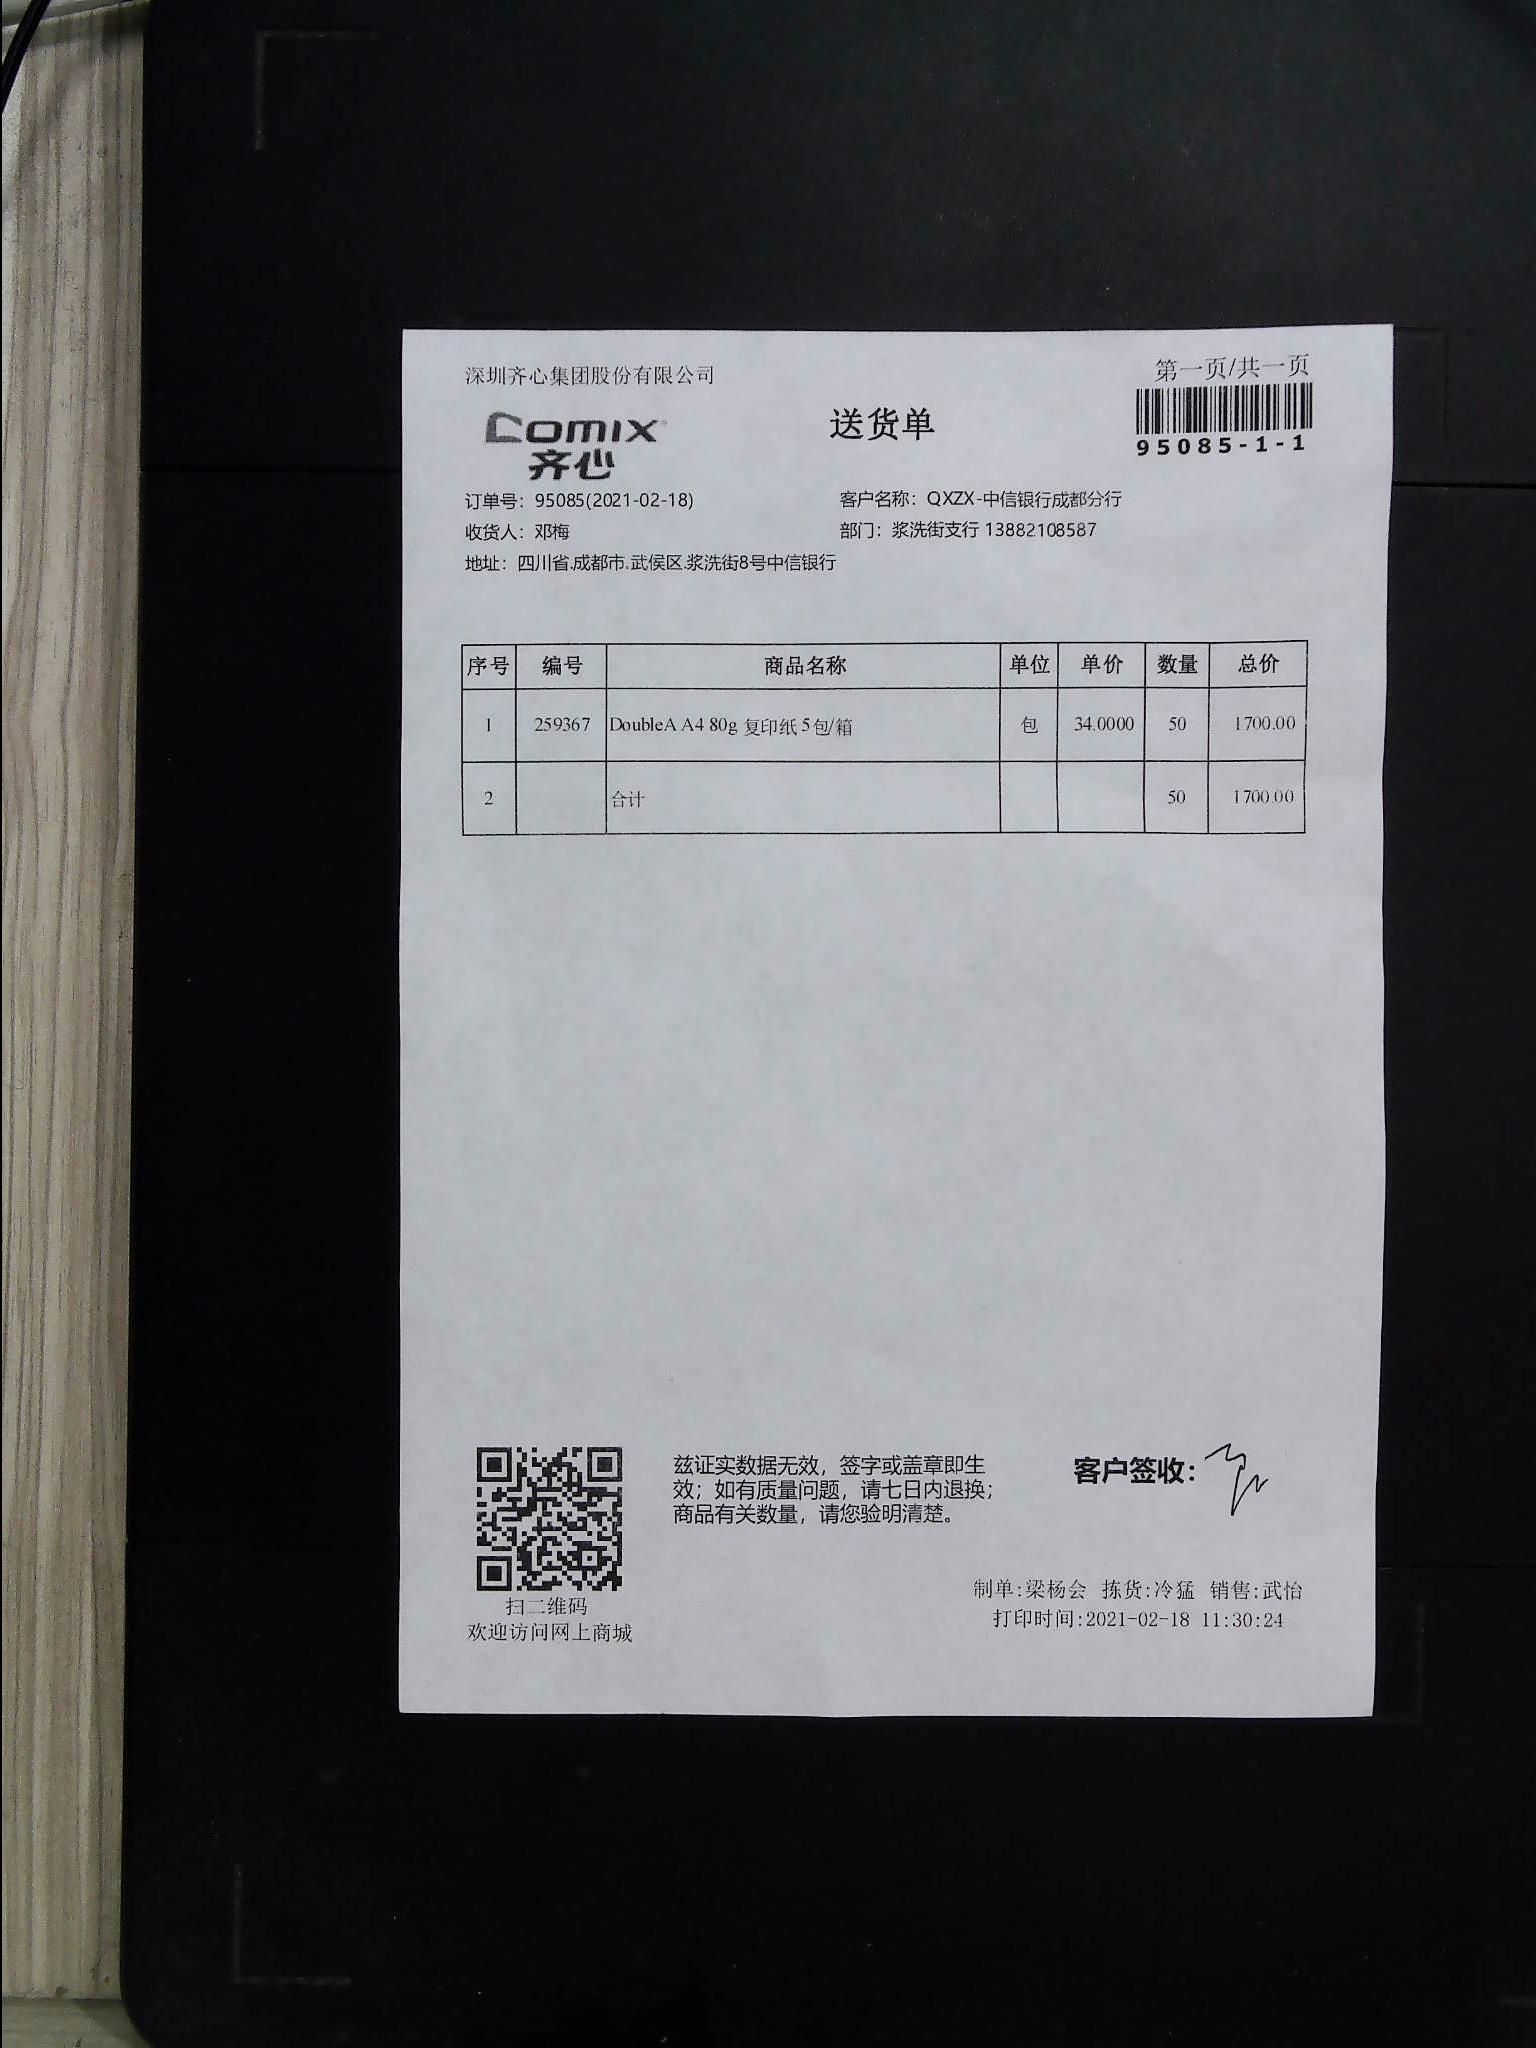 深圳齐心集团股份有限公司
第一页/共一页
comix
齐心
送货单
95085-1-1
订单号：95085(2021-02-18)
客户名称：QXZX-中信银行成都分行
收货人：邓梅
部门：浆洗街支行 13882108587
地址：四川省.成都市.武侯区.浆洗街8号中信银行
序号 编号 商品名称 单位 单价 数量 总价
1 259367 DoubleA A4 80g 复印纸 5包/箱 包 34.0000 50 1700.00
2 合计 50 1700.00
兹证实数据无效，签字或盖章即生
效；如有质量问题，请七日内退换；
商品有关数量，请您验明清楚。
客户签收：
扫二维码
欢迎访问网上商城
制单:梁杨会 拣货:冷猛 销售:武怡
打印时间:2021-02-18 11:30:24